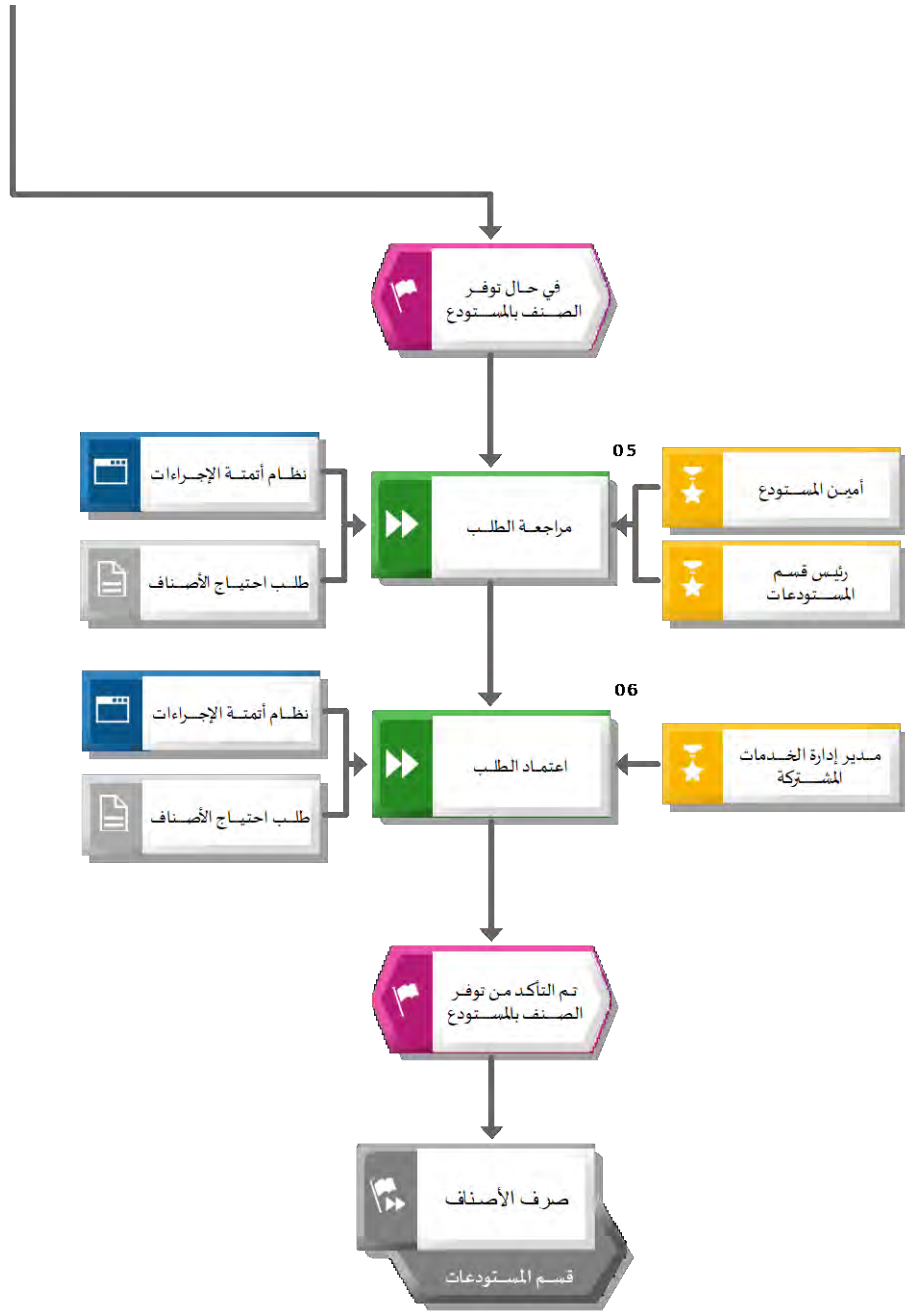 في حال توفر
الصنف بالمستودع
05
أمين المستودع
رئيس قسم
المستودعات
مراجعة الطلب
نظام أتمتة الإجراءات
طلب احتياج الأصناف
06
مدير إدارة الخدمات
المشتركة
اعتماد الطلب
نظام أتمتة الإجراءات
طلب احتياج الأصناف
تم التأكد من توفر
الصنف بالمستودع
صرف الأصناف
قسم المستودعات